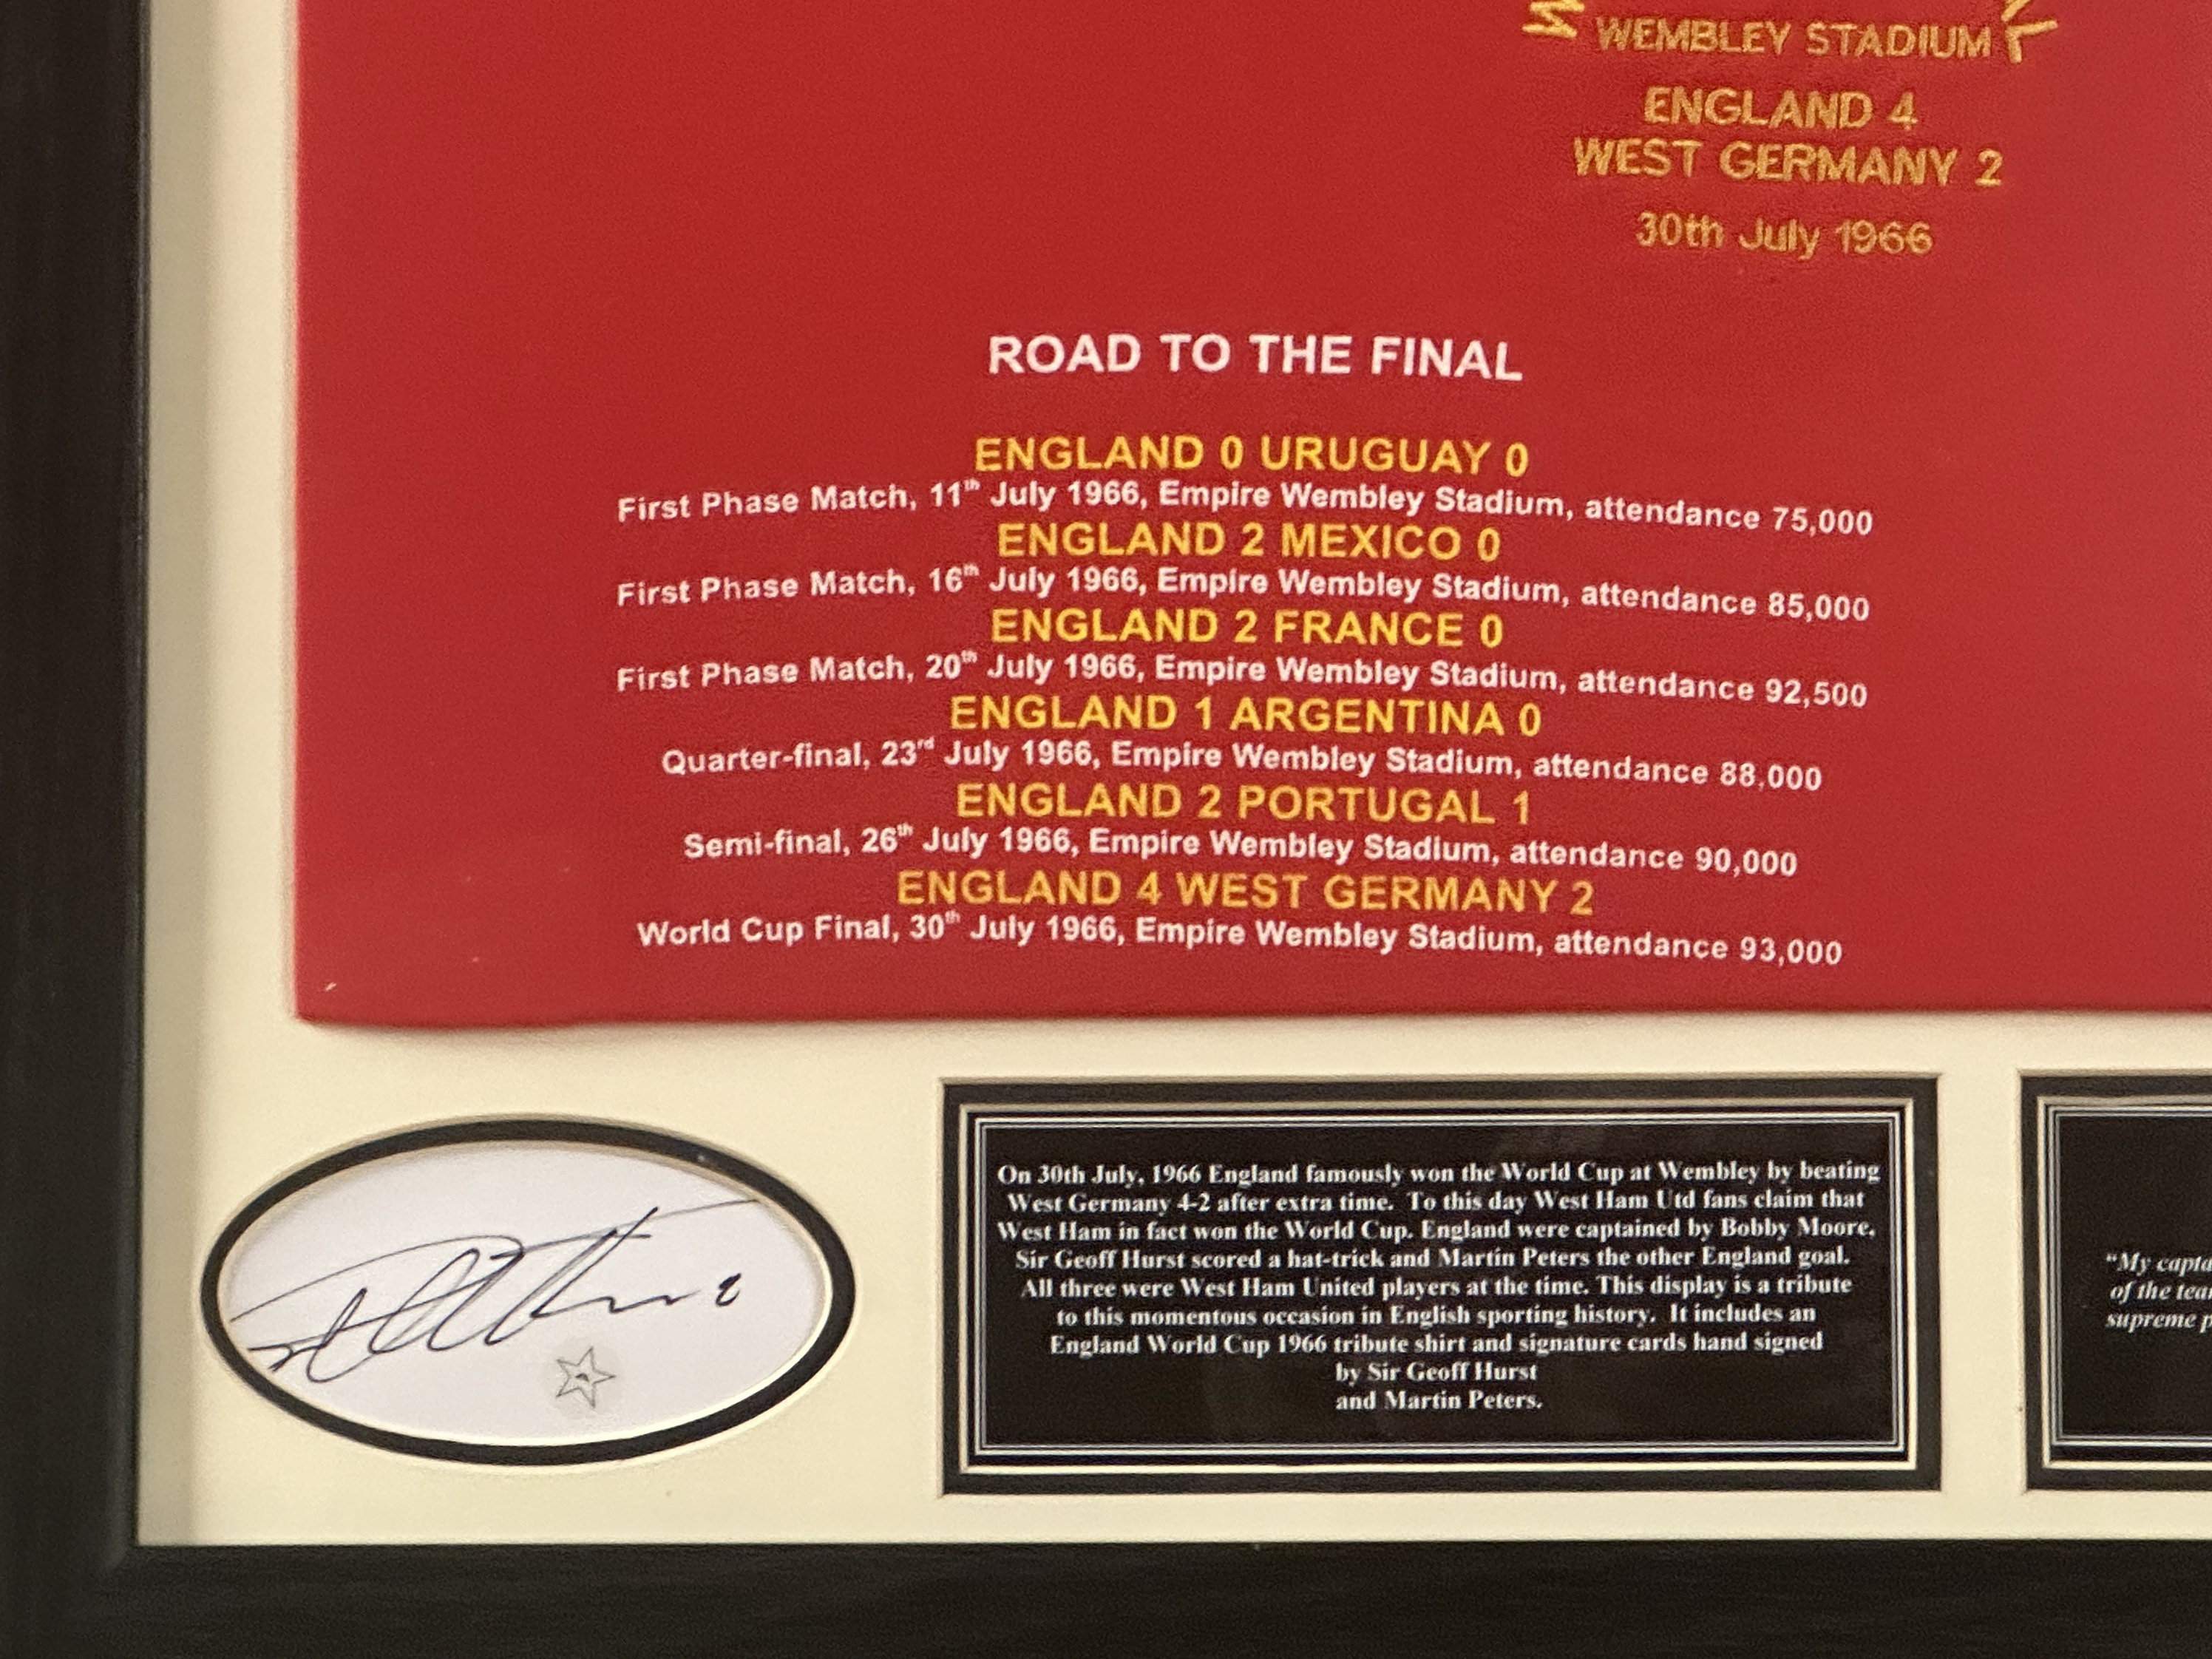 WEMBLEY STADIUM
ENGLAND 4
WEST GERMANY 2
30th July 1966
ROAD TO THE FINAL
ENGLAND 0 URUGUAY 0
First Phase Match, 11th July 1966, Empire Wembley Stadium, attendance 75,000
ENGLAND 2 MEXICO 0
First Phase Match, 16th July 1966, Empire Wembley Stadium, attendance 85,000
ENGLAND 2 FRANCE 0
First Phase Match, 20th July 1966, Empire Wembley Stadium, attendance 92,500
ENGLAND 1 ARGENTINA 0
Quarter-final, 23rd July 1966, Empire Wembley Stadium, attendance 88,000
ENGLAND 2 PORTUGAL 1
Semi-final, 26th July 1966, Empire Wembley Stadium, attendance 90,000
ENGLAND 4 WEST GERMANY 2
World Cup Final, 30th July 1966, Empire Wembley Stadium, attendance 93,000
On 30th July, 1966 England famously won the World Cup at Wembley by beating
West Germany 4-2 after extra time. To this day West Ham Utd fans claim that
West Ham in fact won the World Cup. England were captained by Bobby Moore.
Sir Geoff Hurst scored a hat-trick and Martin Peters the other England goal.
All three were West Ham United players at the time. This display is a tribute
to this momentous occasion in English sporting history. It includes an
England World Cup 1966 tribute shirt and signature cards hand signed
by Sir Geoff Hurst
and Martin Peters.
"My capta
of the tea
supreme p